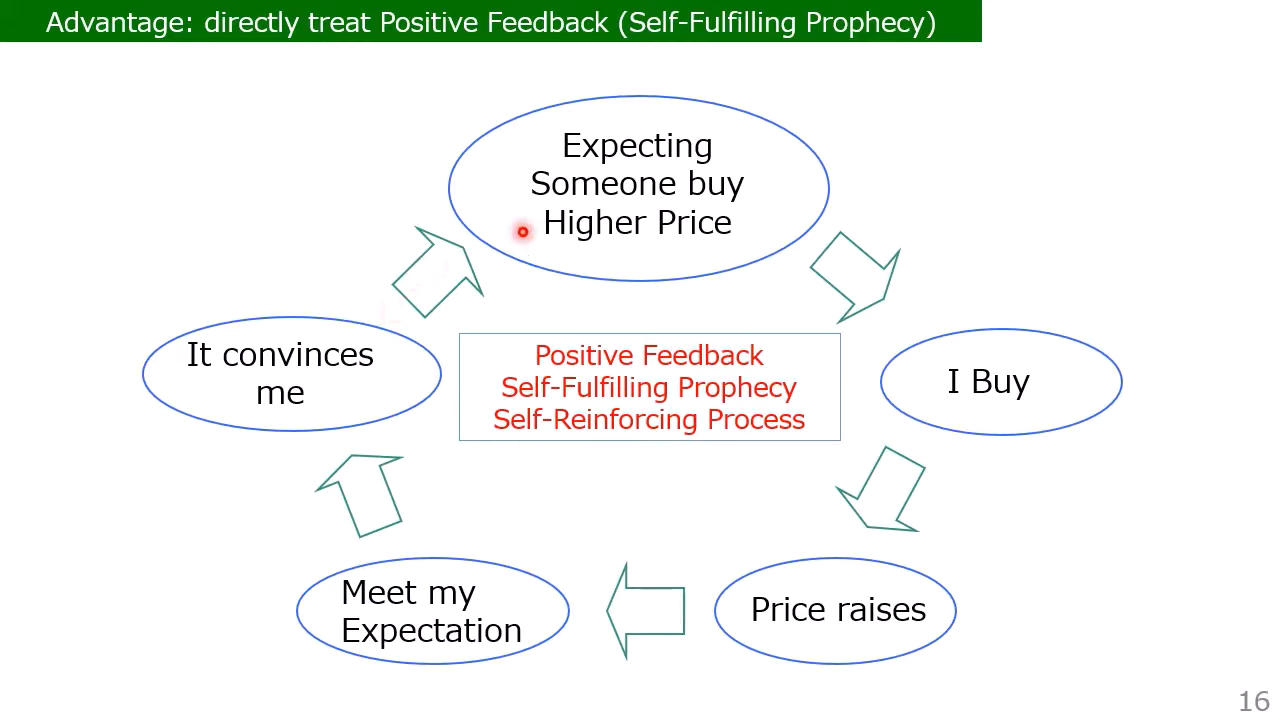 Advantage: directly treat Positive Feedback (Self-Fulfilling Prophecy)
Expecting
Someone buy
Higher Price
It convinces
me
Positive Feedback
Self-Fulfilling Prophecy
Self-Reinforcing Process
I Buy
Meet my
Expectation
Price raises
16